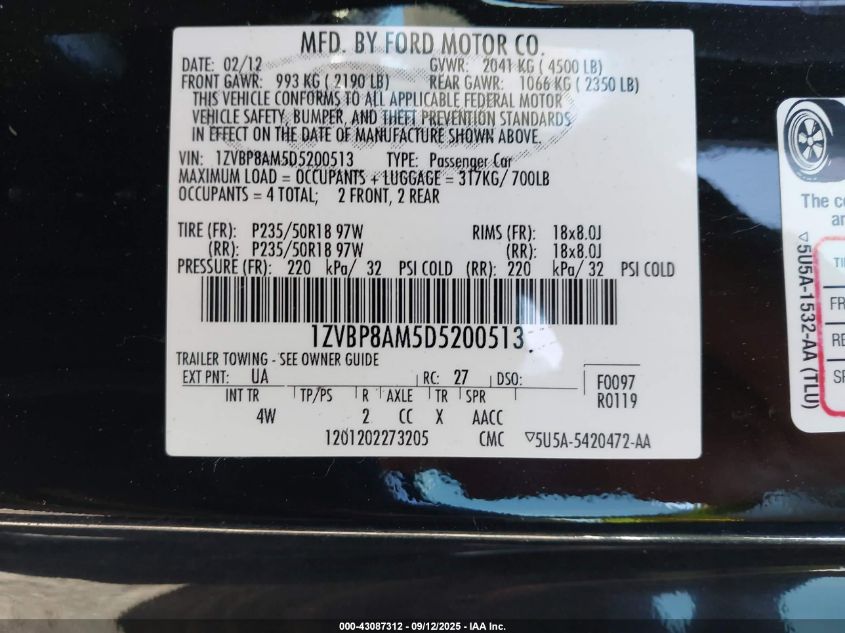 MFD. BY FORD MOTOR CO.
DATE: 02/12 GVWR: 2041 KG ( 4500 LB)
FRONT GAWR: 993 KG ( 2190 LB) REAR GAWR: 1066 KG ( 2350 LB)
THIS VEHICLE CONFORMS TO ALL APPLICABLE FEDERAL MOTOR
VEHICLE SAFETY, BUMPER, AND THEFT PREVENTION STANDARDS
IN EFFECT ON THE DATE OF MANUFACTURE SHOWN ABOVE.
VIN: 1ZVBP8AM5D5200513 TYPE: Passenger Car
MAXIMUM LOAD = OCCUPANTS + LUGGAGE = 317KG/ 700LB
OCCUPANTS = 4 TOTAL; 2 FRONT, 2 REAR
TIRE (FR): P235/50R18 97W RIMS (FR): 18x8.0J
(RR): P235/50R18 97W (RR): 18x8.0J
PRESSURE (FR): 220 kPa/ 32 PSI COLD (RR): 220 kPa/ 32 PSI COLD
1ZVBP8AM5D5200513
TRAILER TOWING - SEE OWNER GUIDE
EXT PNT: UA RC: 27 DSO: F0097
R0119
INT TR TP/PS R AXLE TR SPR
4W 2 CC X AACC
1201202273205 CMC ▽5U5A-5420472-AA
The co
an
TI
FR
RE
SP
▽5U5A-1532-AA (TLU)
000-43087312 - 09/12/2025 - IAA Inc.